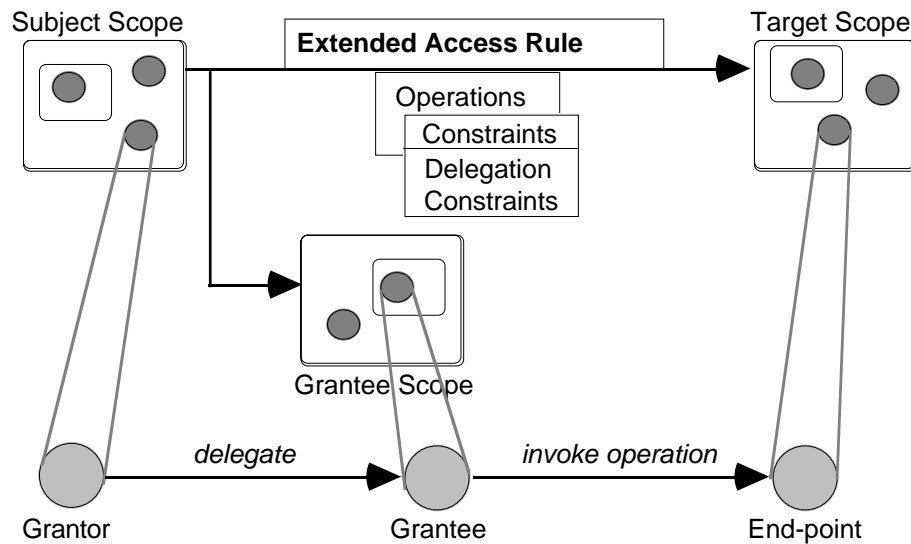 Subject Scope
Target Scope
Extended Access Rule
Operations
Constraints
Delegation
Constraints
Grantee Scope
delegate
invoke operation
Grantor
Grantee
End-point